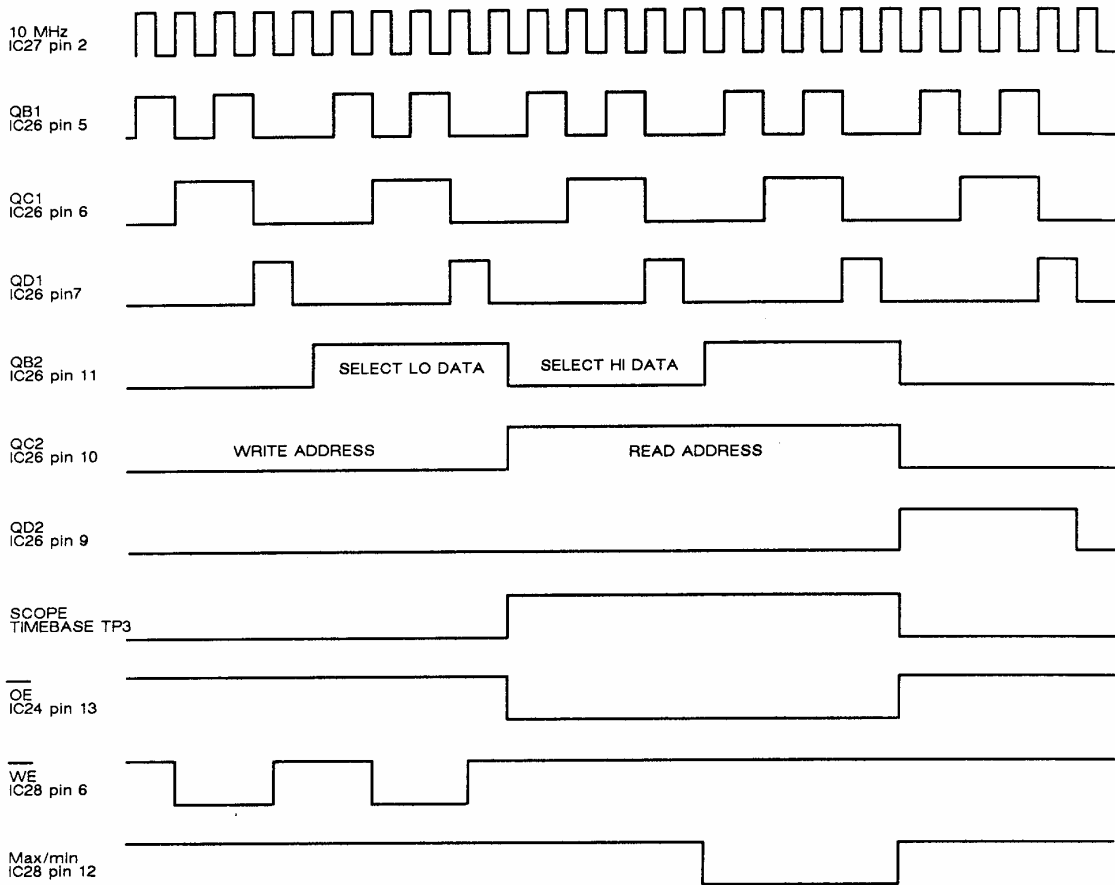 10 MHz
IC27 pin 2
QB1
IC26 pin 5
QC1
IC26 pin 6
QD1
IC26 pin7
QB2
IC26 pin 11
SELECT LO DATA
SELECT HI DATA
QC2
IC26 pin 10
WRITE ADDRESS
READ ADDRESS
QD2
IC26 pin 9
SCOPE
TIMEBASE TP3
OE
IC24 pin 13
WE
IC28 pin 6
Max/min
IC28 pin 12